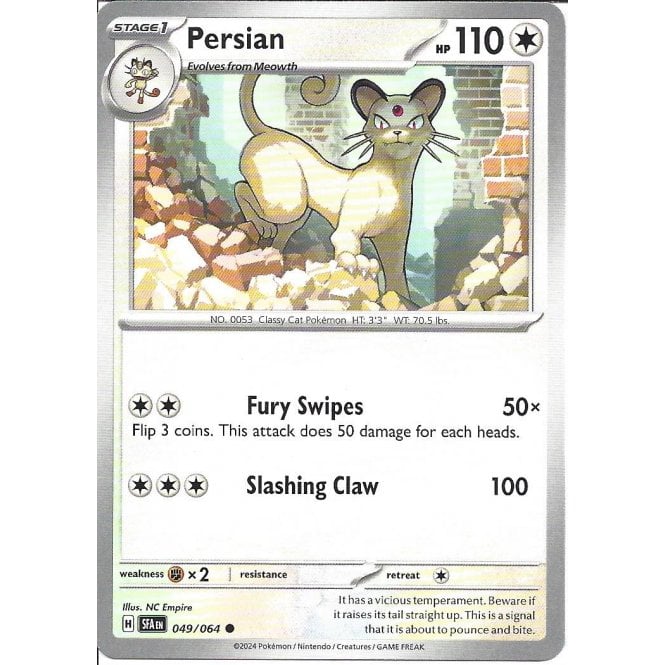 STAGE 1
Persian
HP 110
Evolves from Meowth
NO. 0053 Classy Cat Pokémon HT: 3'3" WT: 70.5 lbs.
Fury Swipes 50×
Flip 3 coins. This attack does 50 damage for each heads.
Slashing Claw 100
weakness × 2 resistance retreat
Illus. NC Empire
H SFA EN 049/064
It has a vicious temperament. Beware if
it raises its tail straight up. This is a signal
that it is about to pounce and bite.
©2024 Pokémon / Nintendo / Creatures / GAME FREAK